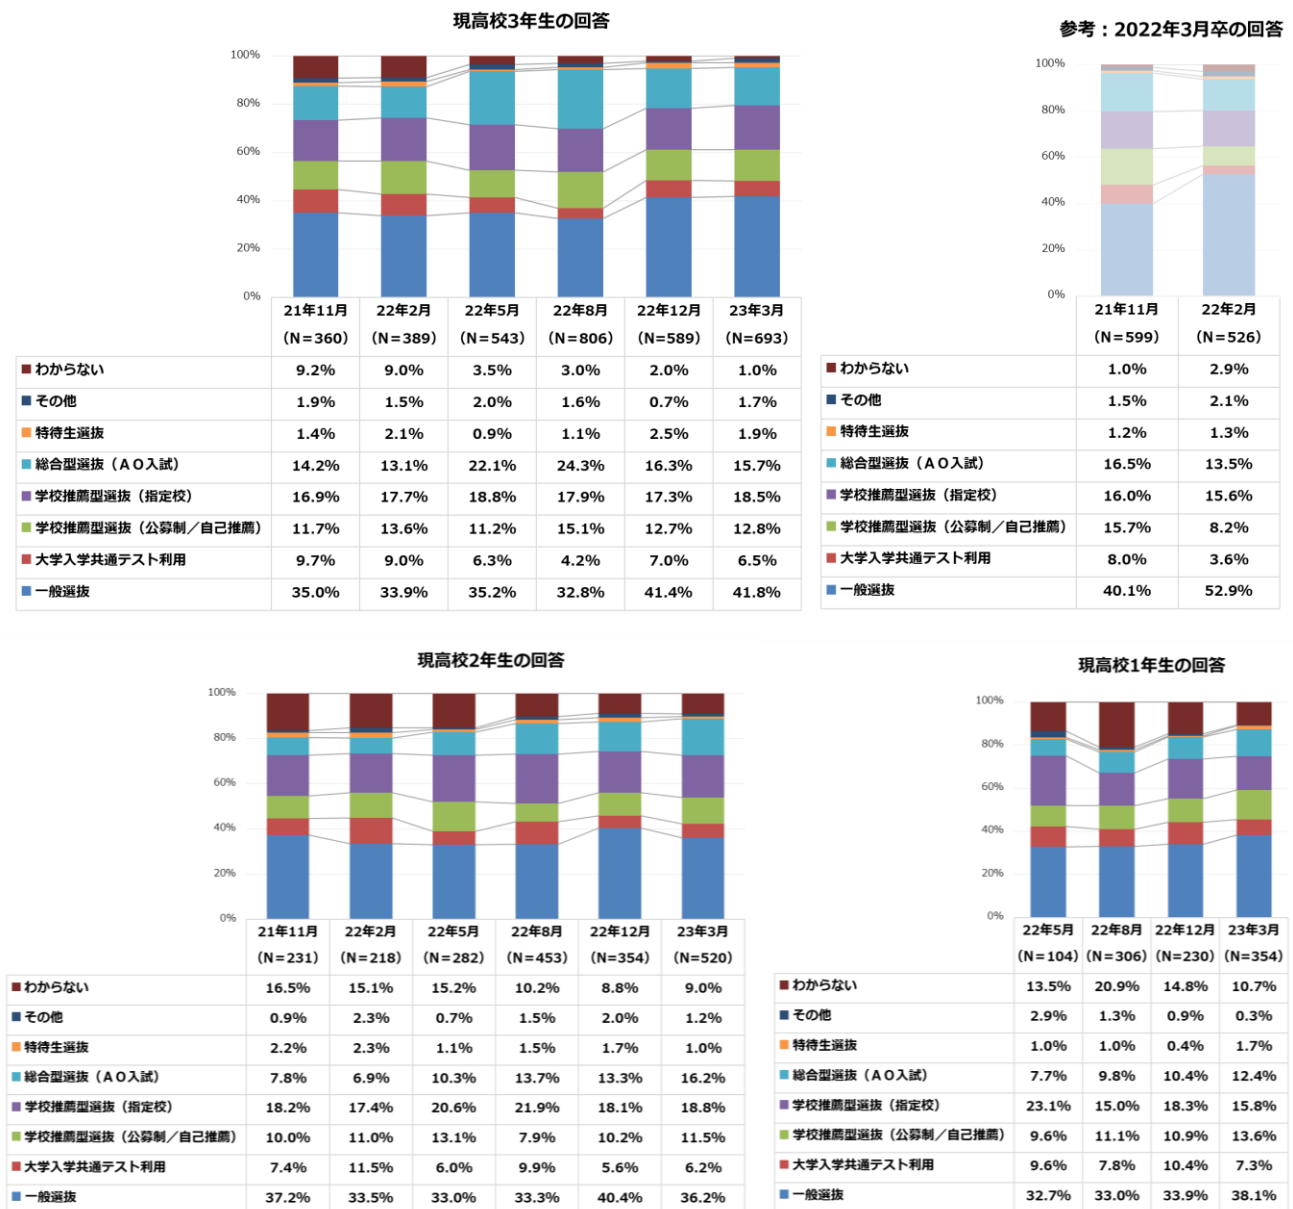 現高校3年生の回答
100%
80%
60%
40%
20%
0%
21年11月 22年2月 22年5月 22年8月 22年12月 23年3月
（N＝360） （N＝389） （N＝543） （N＝806） （N＝589） （N＝693）
わからない 9.2% 9.0% 3.5% 3.0% 2.0% 1.0%
その他 1.9% 1.5% 2.0% 1.6% 0.7% 1.7%
特待生選抜 1.4% 2.1% 0.9% 1.1% 2.5% 1.9%
総合型選抜（ＡＯ入試） 14.2% 13.1% 22.1% 24.3% 16.3% 15.7%
学校推薦型選抜（指定校） 16.9% 17.7% 18.8% 17.9% 17.3% 18.5%
学校推薦型選抜（公募制／自己推薦） 11.7% 13.6% 11.2% 15.1% 12.7% 12.8%
大学入学共通テスト利用 9.7% 9.0% 6.3% 4.2% 7.0% 6.5%
一般選抜 35.0% 33.9% 35.2% 32.8% 41.4% 41.8%
参考：2022年3月卒の回答
100%
80%
60%
40%
20%
0%
21年11月 22年2月
（N＝599） （N＝526）
わからない 1.0% 2.9%
その他 1.5% 2.1%
特待生選抜 1.2% 1.3%
総合型選抜（ＡＯ入試） 16.5% 13.5%
学校推薦型選抜（指定校） 16.0% 15.6%
学校推薦型選抜（公募制／自己推薦） 15.7% 8.2%
大学入学共通テスト利用 8.0% 3.6%
一般選抜 40.1% 52.9%
現高校2年生の回答
100%
80%
60%
40%
20%
0%
21年11月 22年2月 22年5月 22年8月 22年12月 23年3月
（N＝231） （N＝218） （N＝282） （N＝453） （N＝354） （N＝520）
わからない 16.5% 15.1% 15.2% 10.2% 8.8% 9.0%
その他 0.9% 2.3% 0.7% 1.5% 2.0% 1.2%
特待生選抜 2.2% 2.3% 1.1% 1.5% 1.7% 1.0%
総合型選抜（ＡＯ入試） 7.8% 6.9% 10.3% 13.7% 13.3% 16.2%
学校推薦型選抜（指定校） 18.2% 17.4% 20.6% 21.9% 18.1% 18.8%
学校推薦型選抜（公募制／自己推薦） 10.0% 11.0% 13.1% 7.9% 10.2% 11.5%
大学入学共通テスト利用 7.4% 11.5% 6.0% 9.9% 5.6% 6.2%
一般選抜 37.2% 33.5% 33.0% 33.3% 40.4% 36.2%
現高校1年生の回答
100%
80%
60%
40%
20%
0%
22年5月 22年8月 22年12月 23年3月
（N＝104） （N＝306） （N＝230） （N＝354）
わからない 13.5% 20.9% 14.8% 10.7%
その他 2.9% 1.3% 0.9% 0.3%
特待生選抜 1.0% 1.0% 0.4% 1.7%
総合型選抜（ＡＯ入試） 7.7% 9.8% 10.4% 12.4%
学校推薦型選抜（指定校） 23.1% 15.0% 18.3% 15.8%
学校推薦型選抜（公募制／自己推薦） 9.6% 11.1% 10.9% 13.6%
大学入学共通テスト利用 9.6% 7.8% 10.4% 7.3%
一般選抜 32.7% 33.0% 33.9% 38.1%